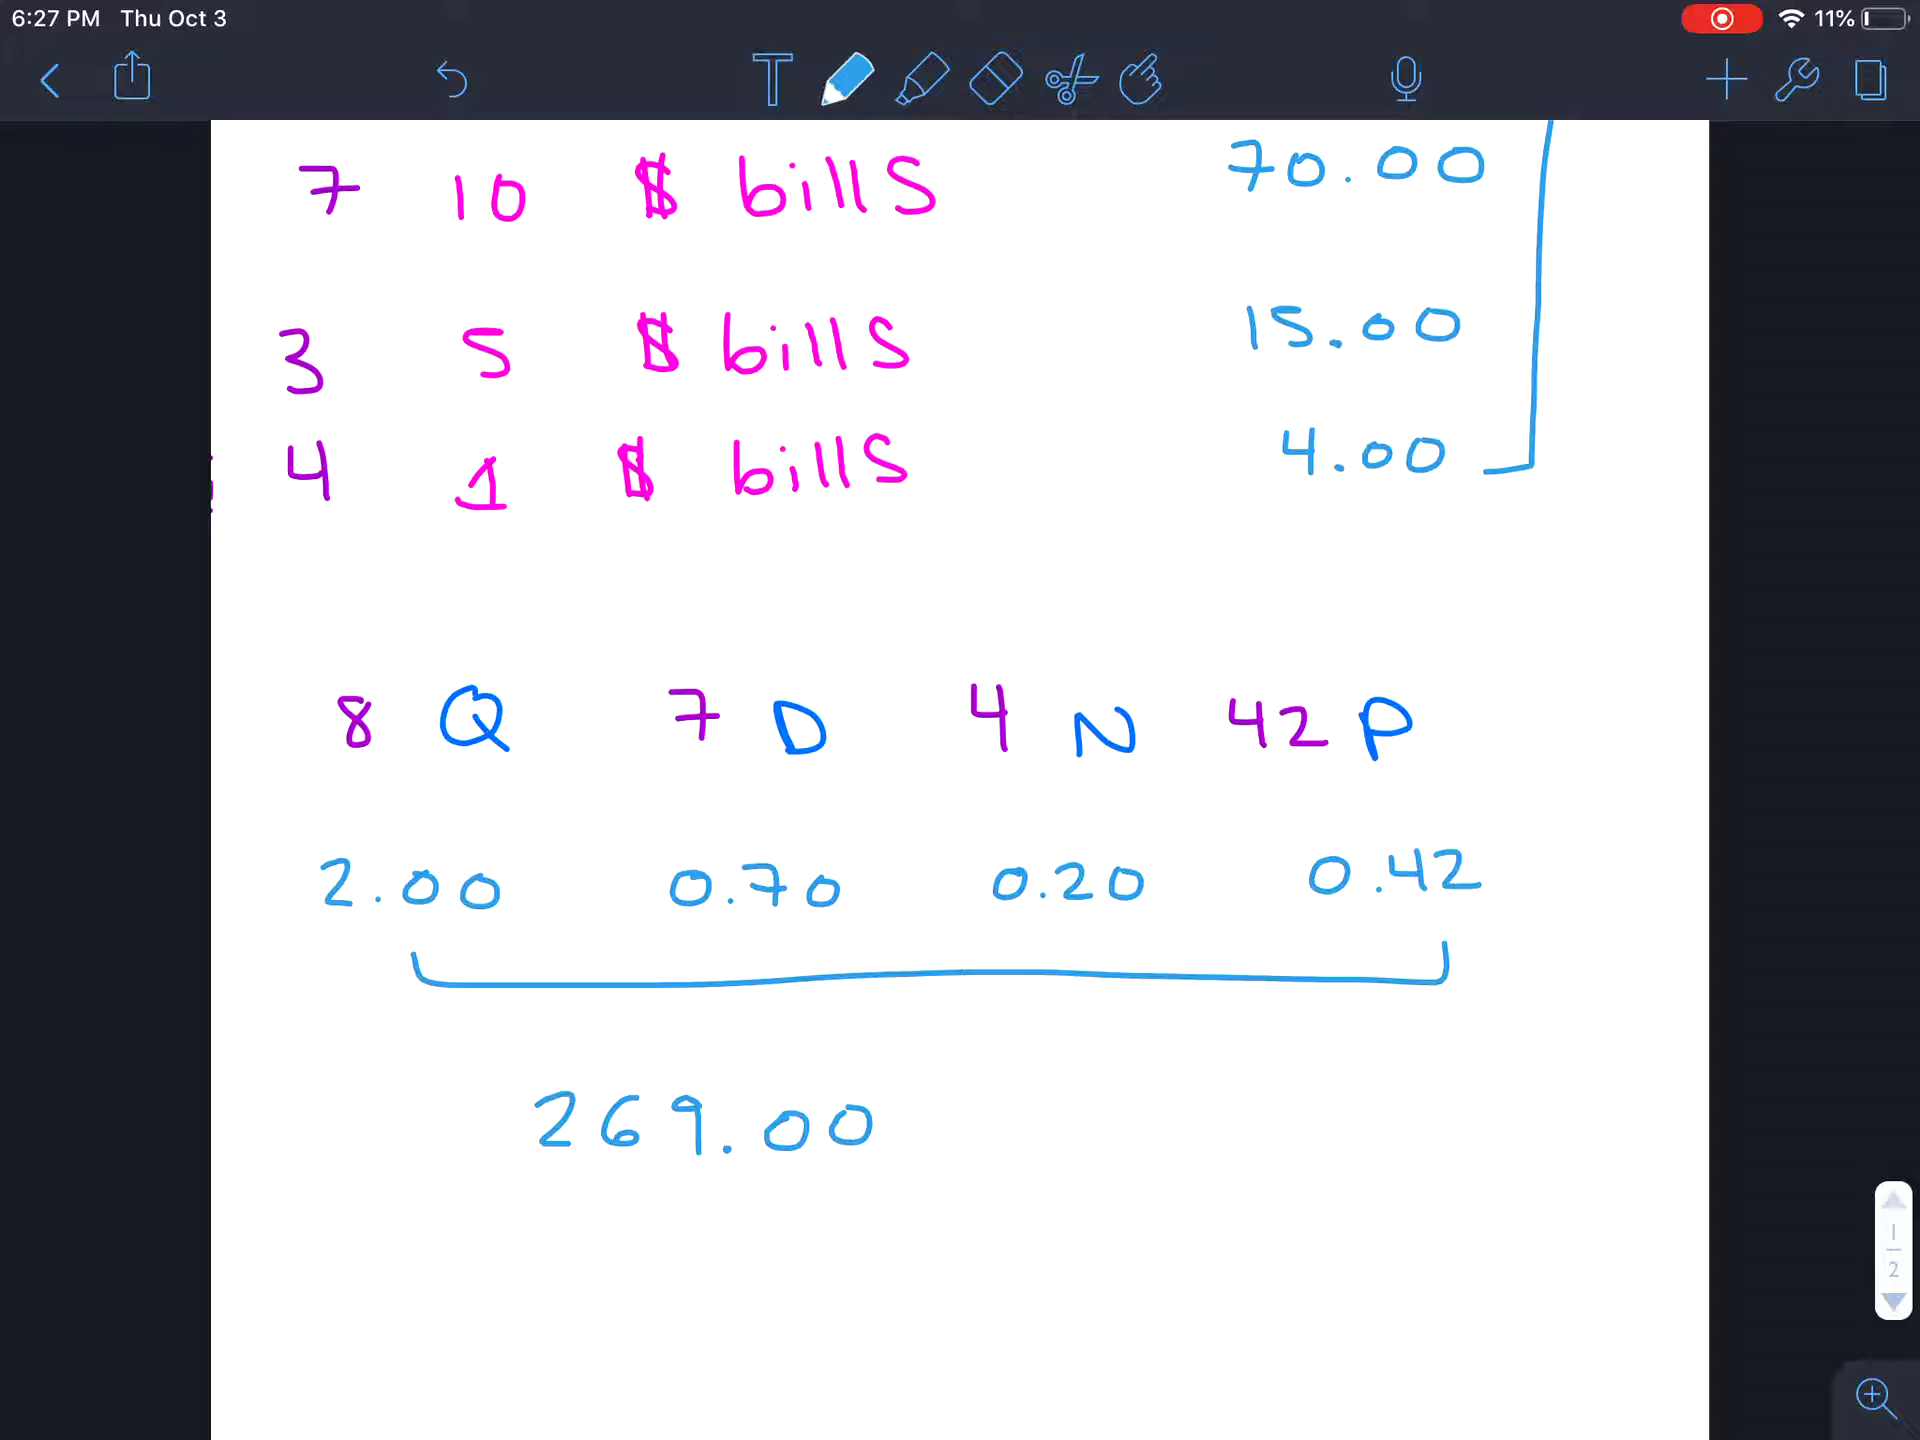 6:27 PM Thu Oct 3 11%
T
7 10 $ bills 70.00
3 5 $ bills 15.00
4 1 $ bills 4.00
8 Q 7 D 4 N 42 P
2.00 0.70 0.20 0.42
269.00
1
2